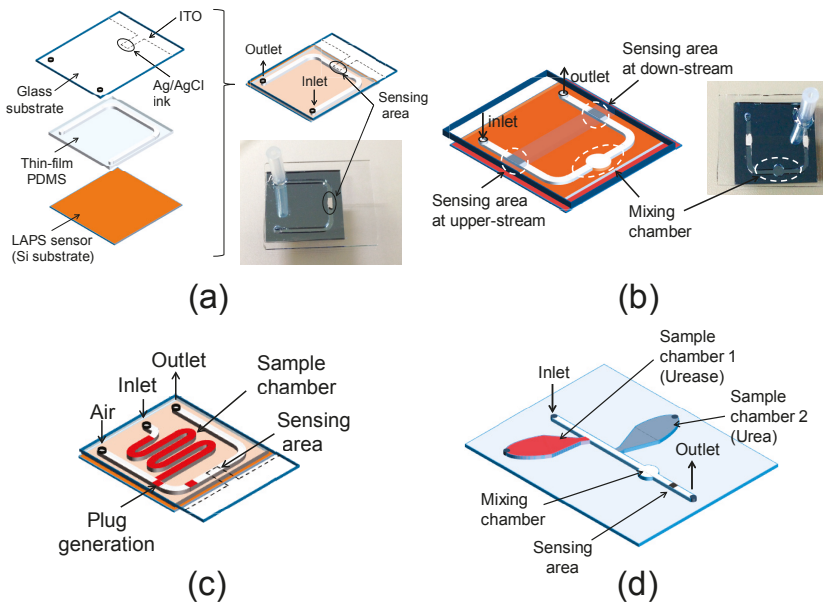 ITO
Glass
substrate
Ag/AgCl
ink
Thin-film
PDMS
LAPS sensor
(Si substrate)
Outlet
Inlet
Sensing
area
(a)
Sensing area
at down-stream
outlet
inlet
Sensing area
at upper-stream
Mixing
chamber
(b)
Outlet
Inlet
Air
Sample
chamber
Sensing
area
Plug
generation
(c)
Sample
chamber 1
(Urease)
Inlet
Sample
chamber 2
(Urea)
Outlet
Mixing
chamber
Sensing
area
(d)